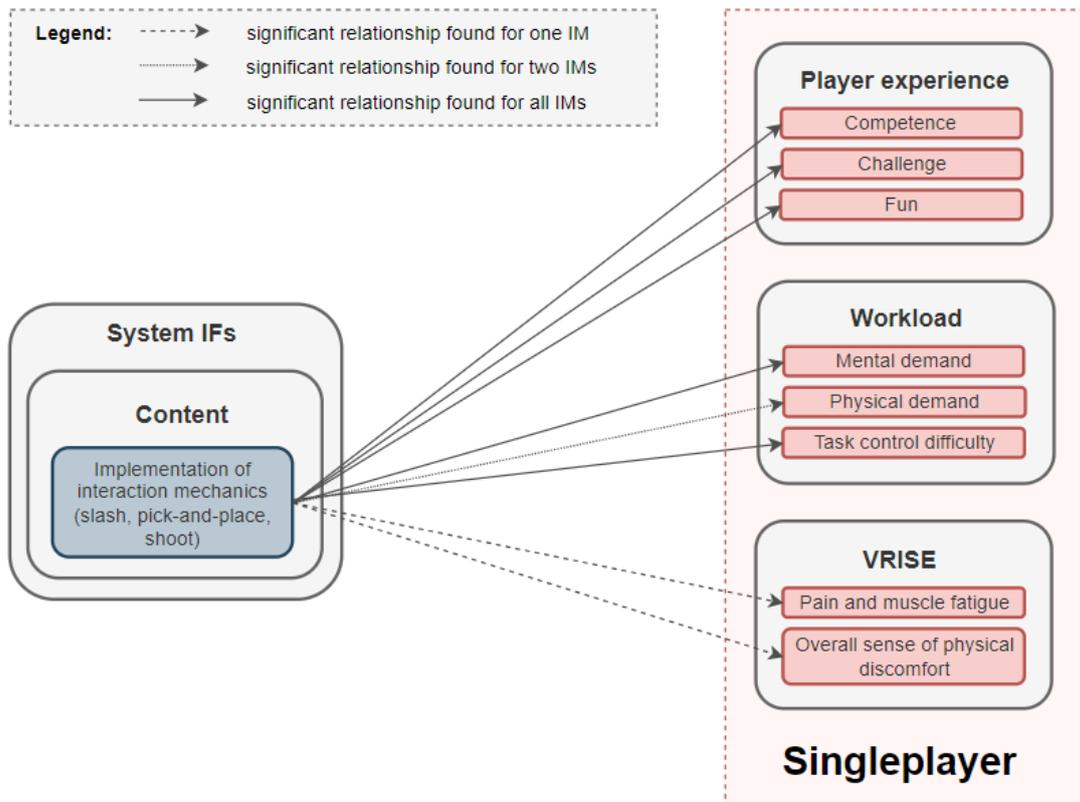 Legend:
significant relationship found for one IM
significant relationship found for two IMs
significant relationship found for all IMs
System IFs
Content
Implementation of
interaction mechanics
(slash, pick-and-place,
shoot)
Player experience
Competence
Challenge
Fun
Workload
Mental demand
Physical demand
Task control difficulty
VRISE
Pain and muscle fatigue
Overall sense of physical
discomfort
Singleplayer